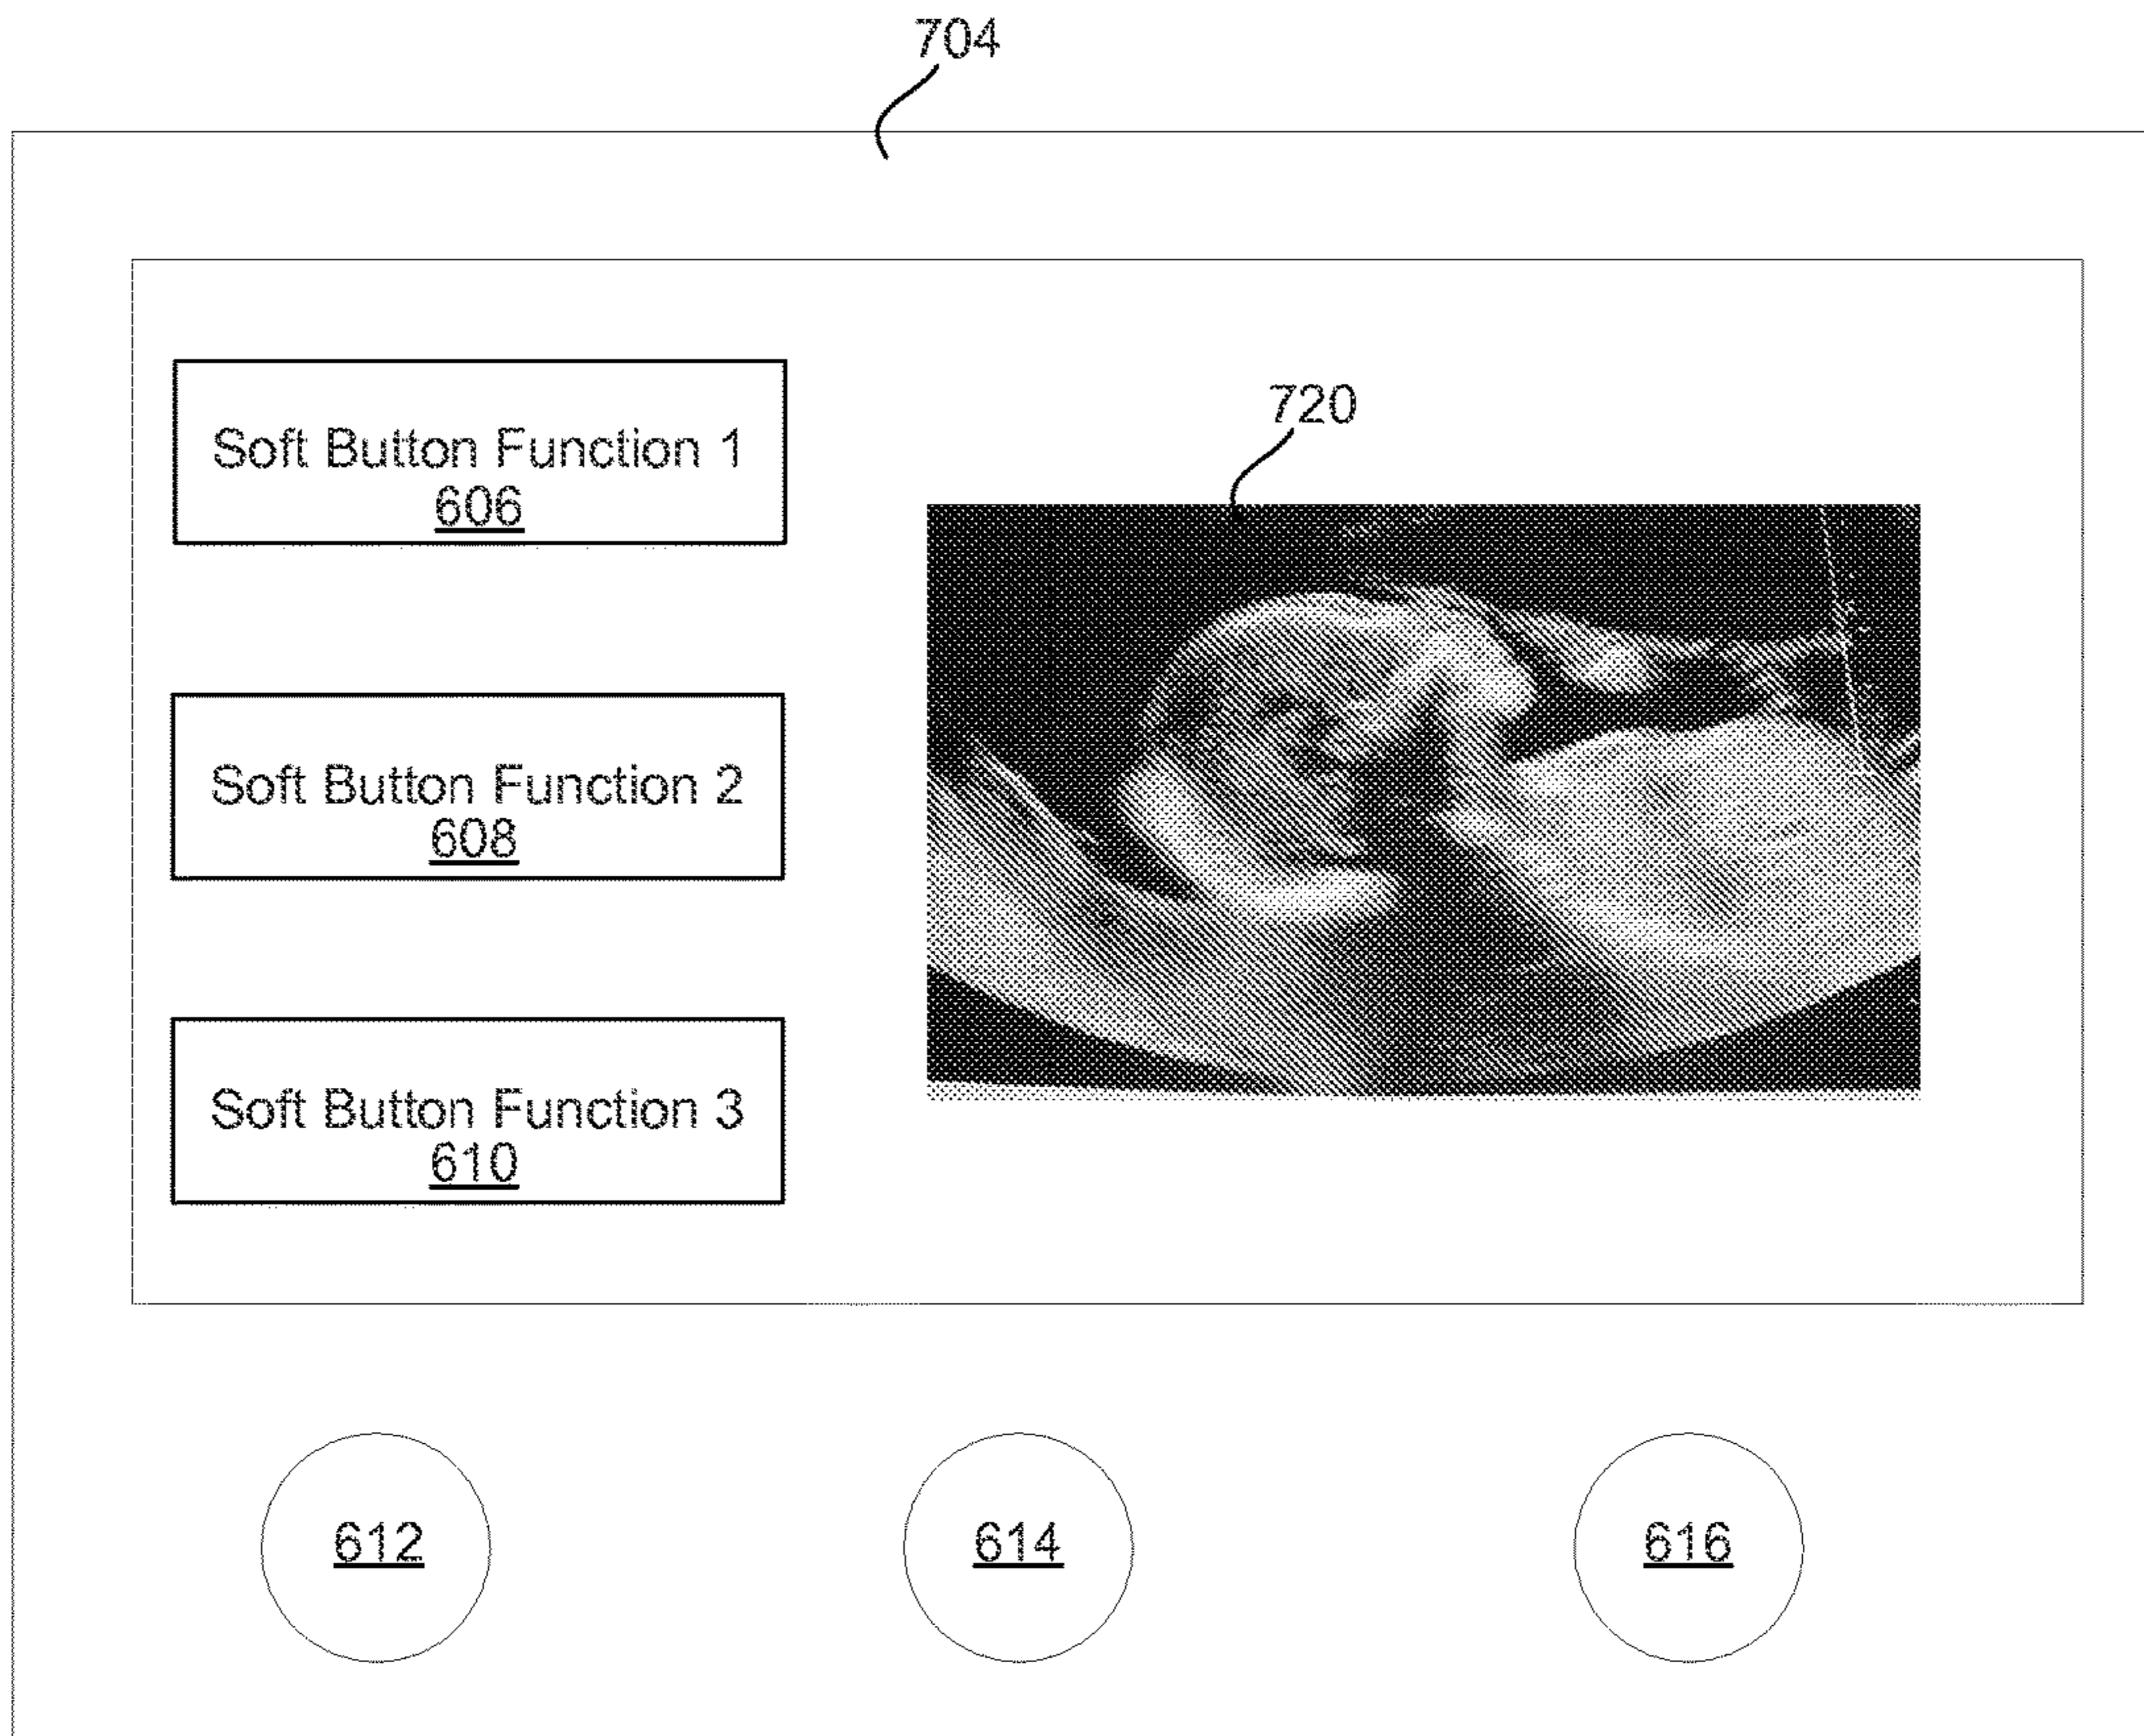 704
Soft Button Function 1
606
720
Soft Button Function 2
608
Soft Button Function 3
610
612
614
616